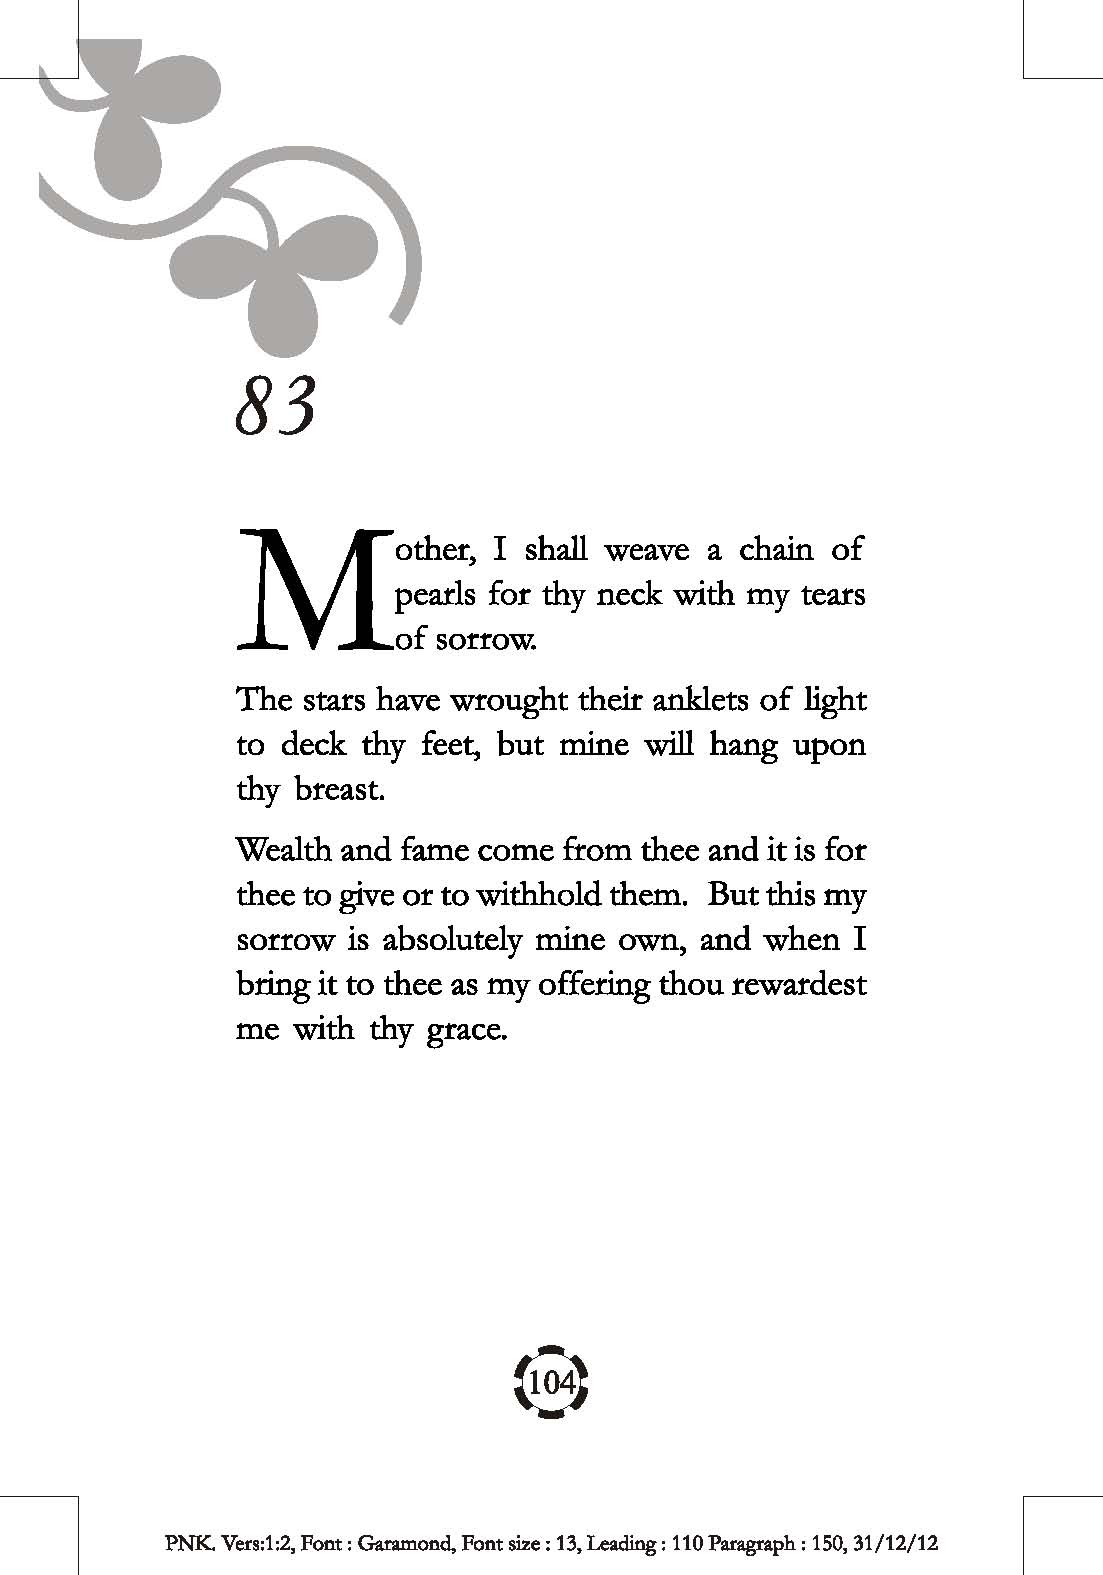 83
Mother, I shall weave a chain of
pearls for thy neck with my tears
of sorrow.
The stars have wrought their anklets of light
to deck thy feet, but mine will hang upon
thy breast.
Wealth and fame come from thee and it is for
thee to give or to withhold them. But this my
sorrow is absolutely mine own, and when I
bring it to thee as my offering thou rewardest
me with thy grace.
104
PNK. Vers:1:2, Font : Garamond, Font size : 13, Leading : 110 Paragraph : 150, 31/12/12